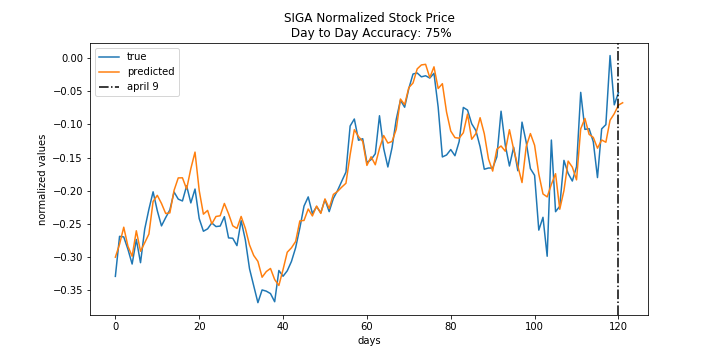 SIGA Normalized Stock Price
Day to Day Accuracy: 75%
true
predicted
april 9
normalized values
0.00
−0.05
−0.10
−0.15
−0.20
−0.25
−0.30
−0.35
0 20 40 60 80 100 120
days